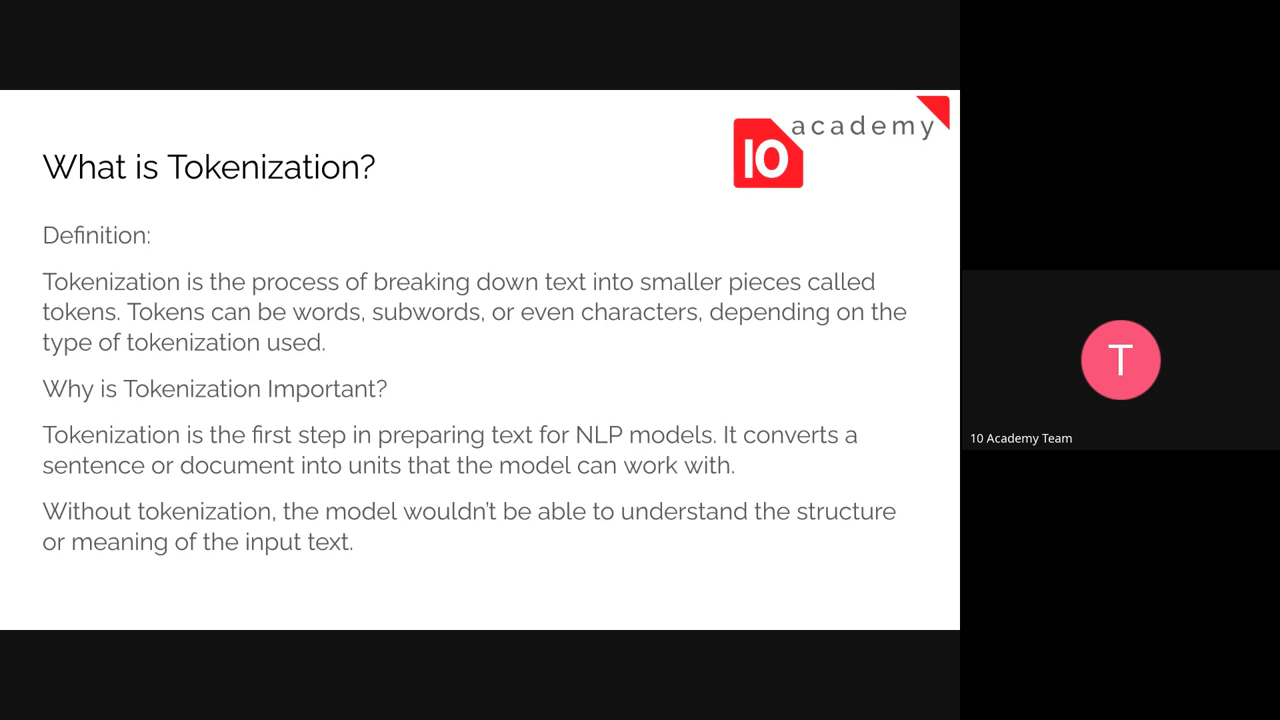 academy
10
What is Tokenization?
Definition:
Tokenization is the process of breaking down text into smaller pieces called
tokens. Tokens can be words, subwords, or even characters, depending on the
type of tokenization used.
Why is Tokenization Important?
Tokenization is the first step in preparing text for NLP models. It converts a
sentence or document into units that the model can work with.
Without tokenization, the model wouldn't be able to understand the structure
or meaning of the input text.
T
10 Academy Team